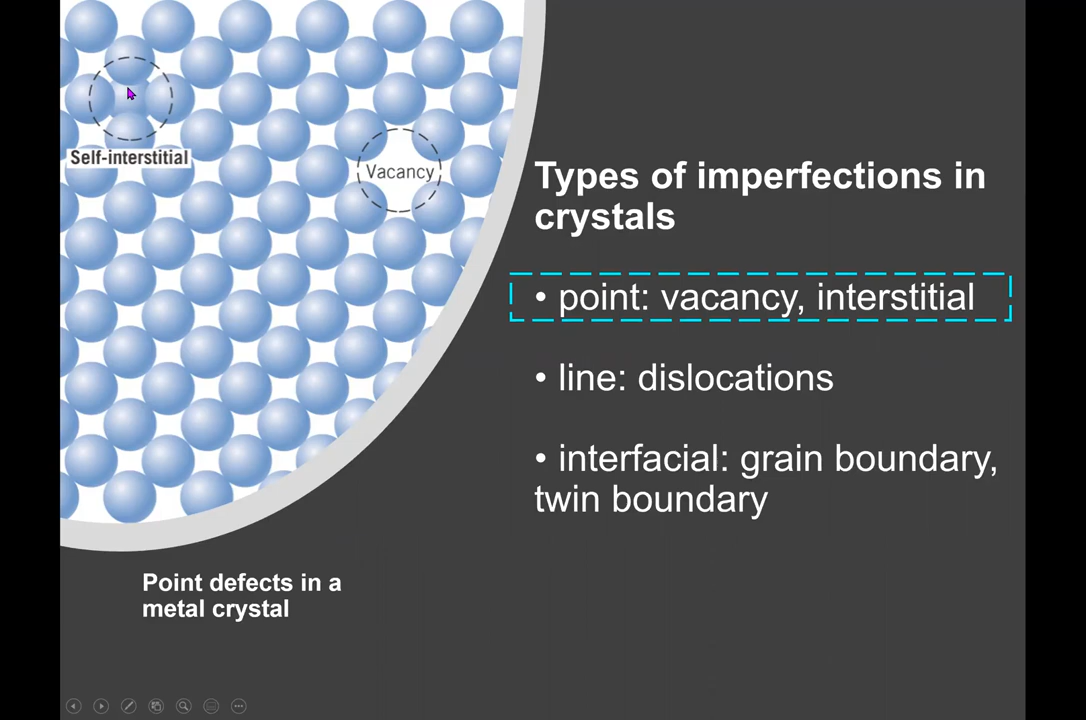 Self-interstitial
Vacancy
Types of imperfections in
crystals
• point: vacancy, interstitial
• line: dislocations
• interfacial: grain boundary,
twin boundary
Point defects in a
metal crystal